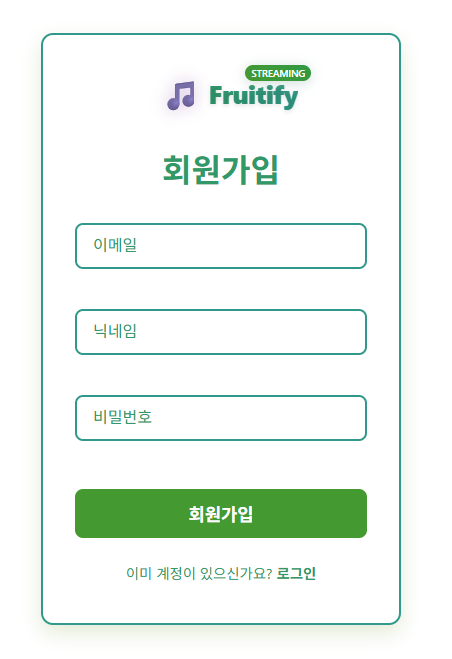 STREAMING
Fruitify
회원가입
이메일
닉네임
비밀번호
회원가입
이미 계정이 있으신가요? 로그인